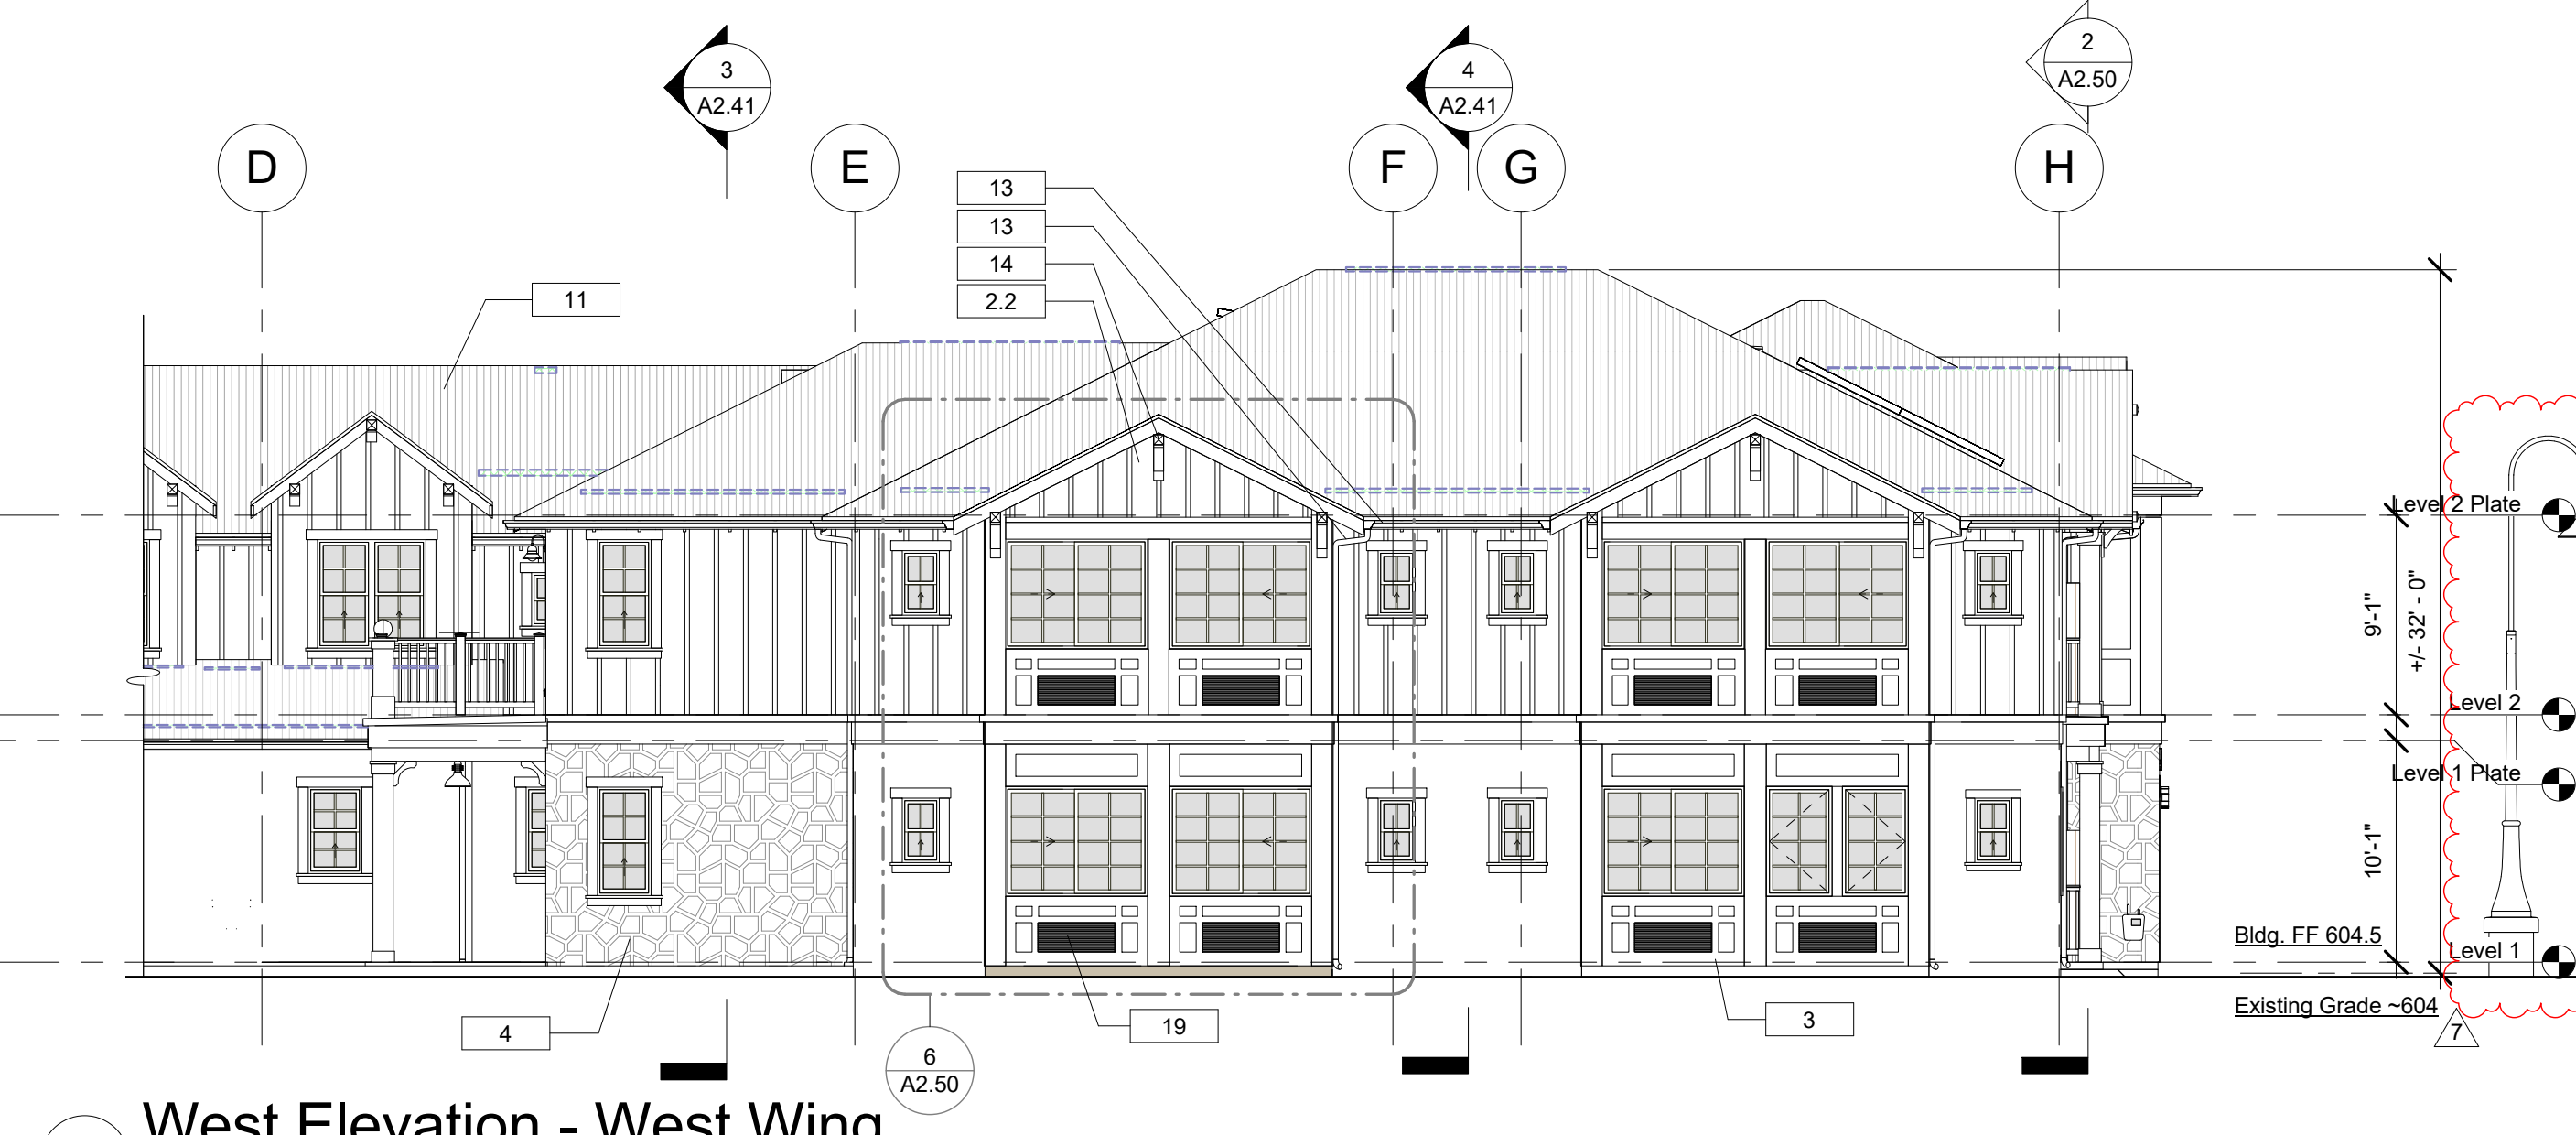 3
A2.41
4
A2.41
2
A2.50
D
E
F
G
H
13
13
14
2.2
11
Level 2 Plate
9'-1"
+/- 32' - 0"
Level 2
Level 1 Plate
10'-1"
Bldg. FF 604.5
Level 1
Existing Grade ~604
7
4
19
3
6
A2.50
West Elevation - West Wing